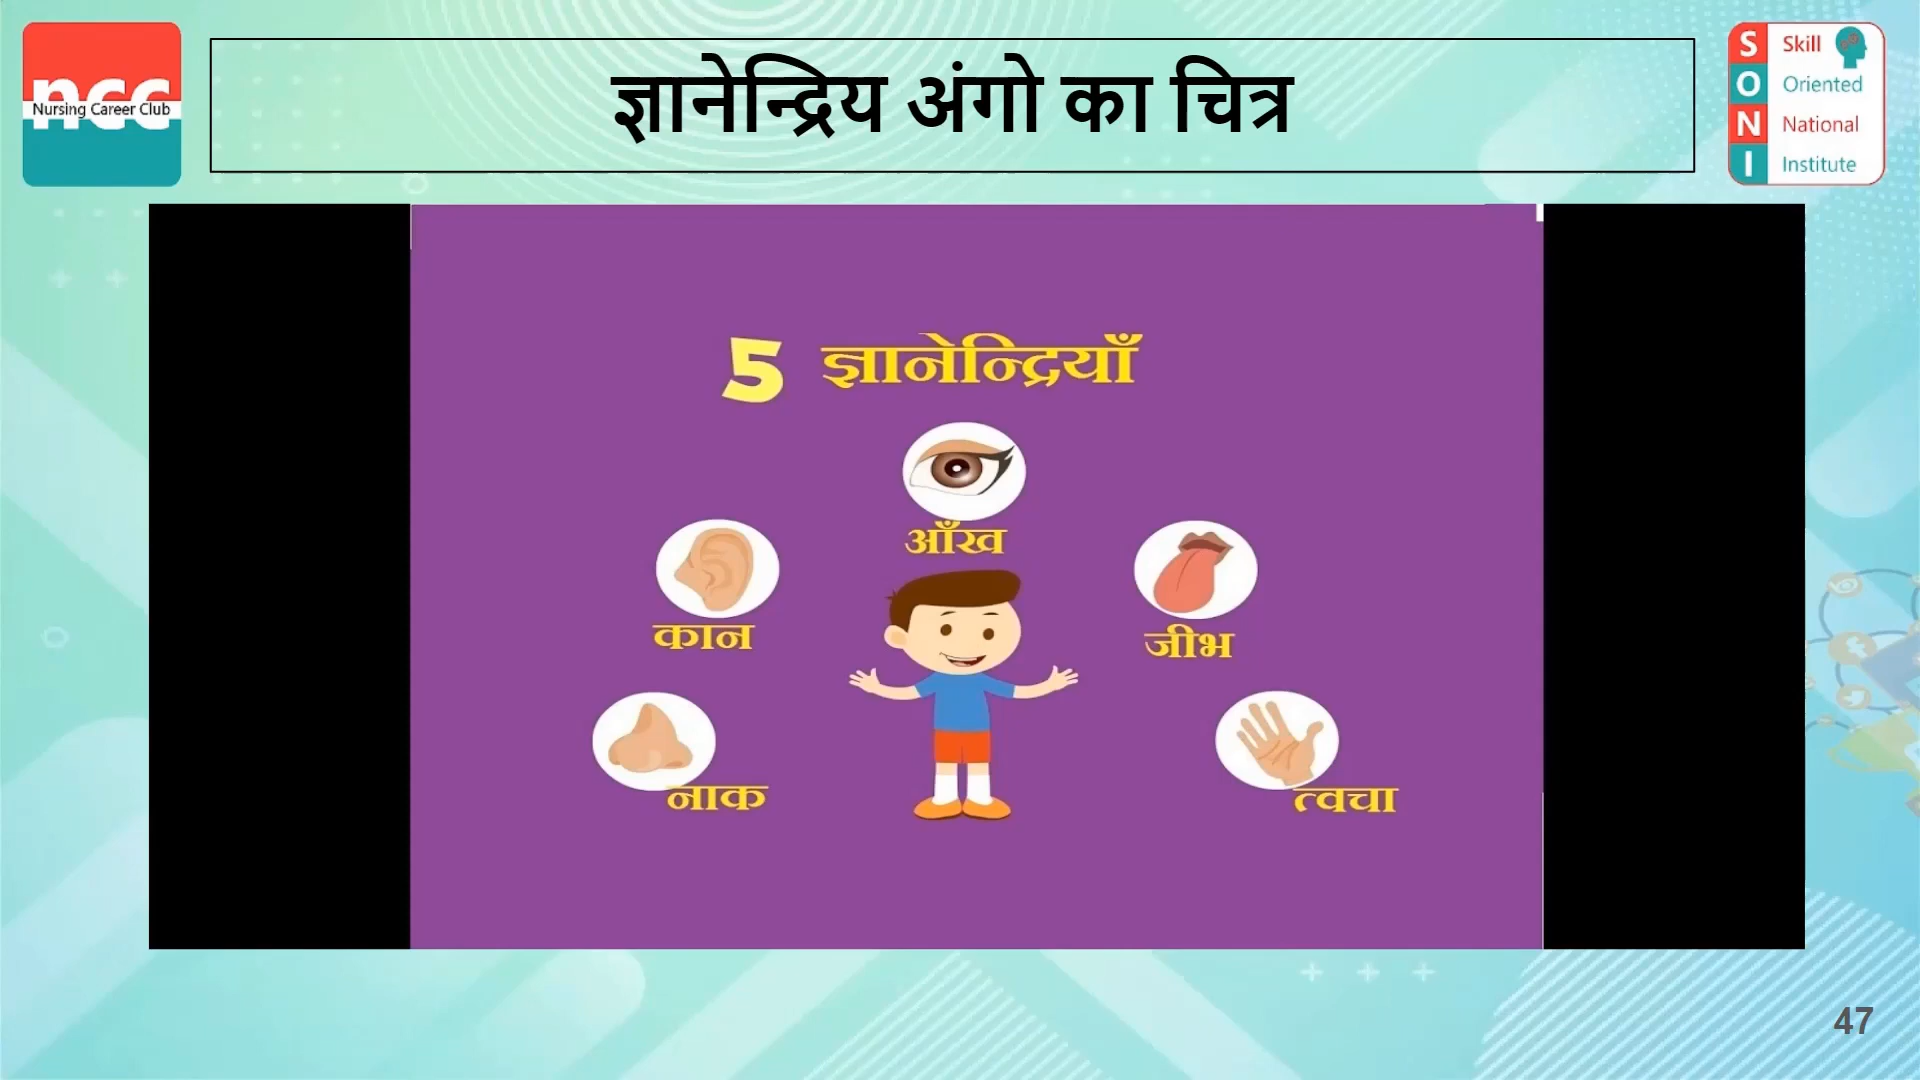 ncc
Nursing Career Club
ज्ञानेन्द्रिय अंगो का चित्र
S Skill
O Oriented
N National
I Institute
5 ज्ञानेन्द्रियाँ
आँख
कान
जीभ
नाक
त्वचा
47